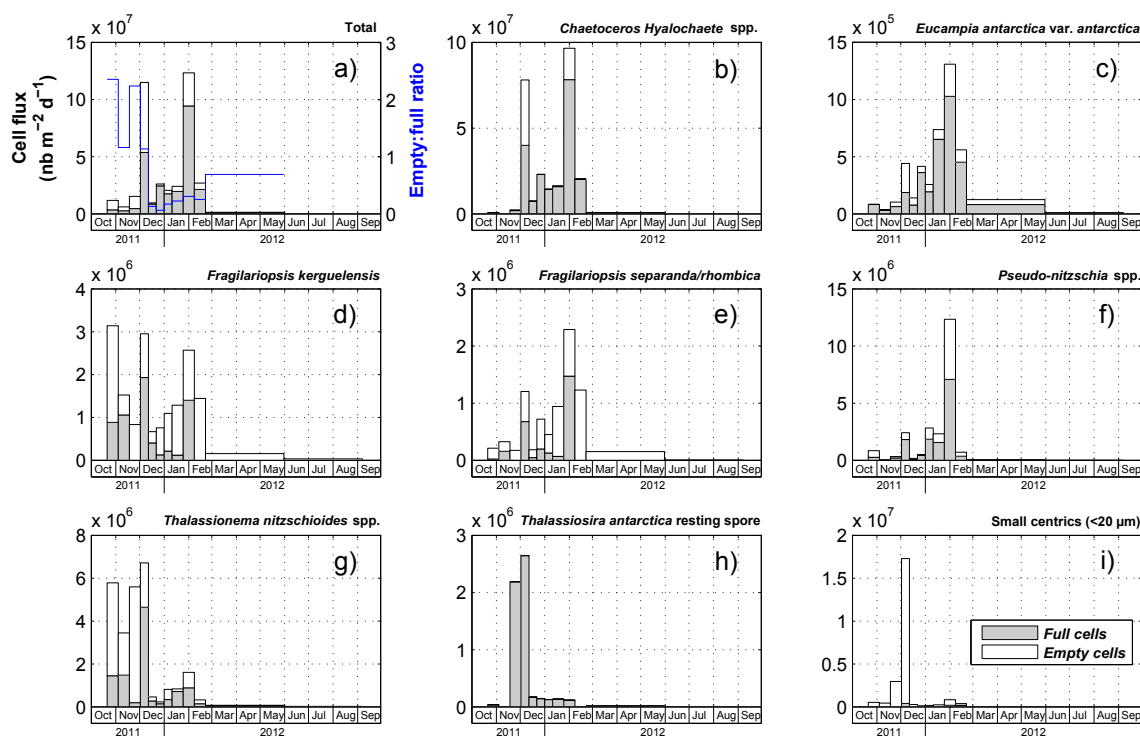 x 10^7 Total
15
10
5
0
3
2
1
0
a)
Cell flux
(nb m^−2 d^−1)
Empty:full ratio
Oct Nov Dec Jan Feb Mar Apr May Jun Jul Aug Sep
2011 2012
x 10^7 Chaetoceros Hyalochaete spp.
10
5
0
b)
Oct Nov Dec Jan Feb Mar Apr May Jun Jul Aug Sep
2011 2012
x 10^5 Eucampia antarctica var. antarctica
15
10
5
0
c)
Oct Nov Dec Jan Feb Mar Apr May Jun Jul Aug Sep
2011 2012
x 10^6 Fragilariopsis kerguelensis
4
3
2
1
0
d)
Oct Nov Dec Jan Feb Mar Apr May Jun Jul Aug Sep
2011 2012
x 10^6 Fragilariopsis separanda/rhombica
3
2
1
0
e)
Oct Nov Dec Jan Feb Mar Apr May Jun Jul Aug Sep
2011 2012
x 10^6 Pseudo-nitzschia spp.
15
10
5
0
f)
Oct Nov Dec Jan Feb Mar Apr May Jun Jul Aug Sep
2011 2012
x 10^6 Thalassionema nitzschioides spp.
8
6
4
2
0
g)
Oct Nov Dec Jan Feb Mar Apr May Jun Jul Aug Sep
2011 2012
x 10^6 Thalassiosira antarctica resting spore
3
2
1
0
h)
Oct Nov Dec Jan Feb Mar Apr May Jun Jul Aug Sep
2011 2012
x 10^7 Small centrics (<20 µm)
2
1.5
1
0.5
0
i)
Full cells
Empty cells
Oct Nov Dec Jan Feb Mar Apr May Jun Jul Aug Sep
2011 2012